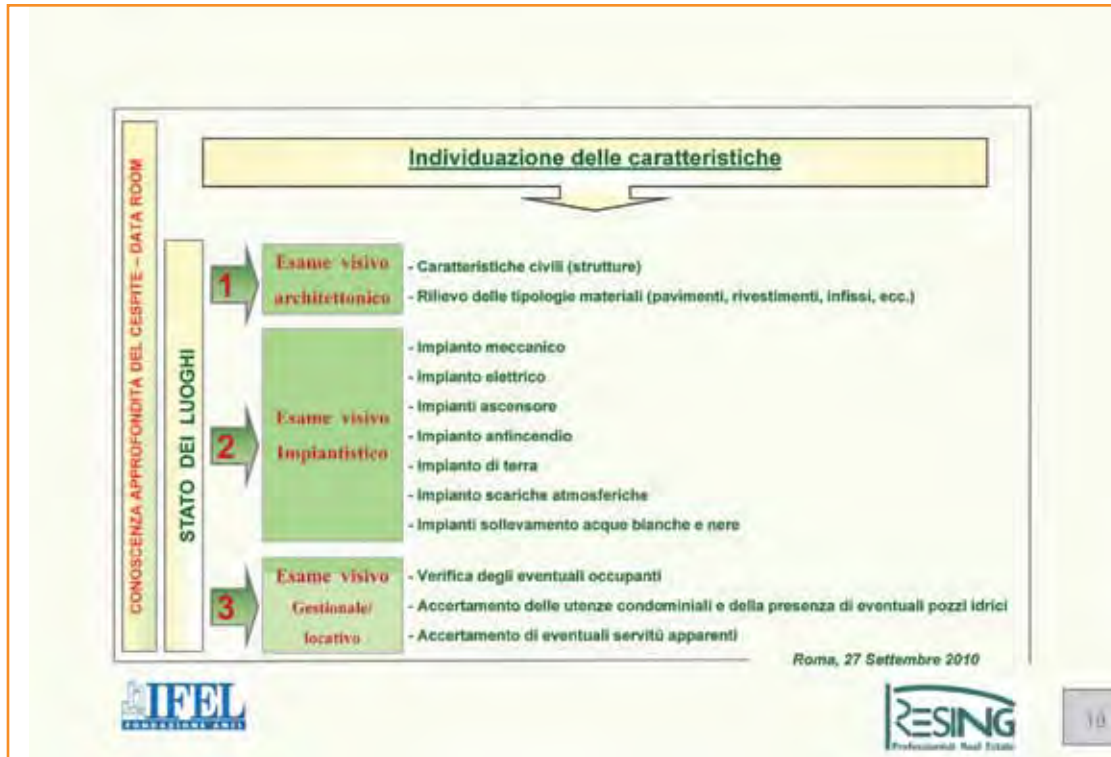 Individuazione delle caratteristiche
CONOSCENZA APPROFONDITA DEL CESPITE – DATA ROOM
STATO DEI LUOGHI
1
Esame visivo
architettonico
- Caratteristiche civili (strutture)
- Rilievo delle tipologie materiali (pavimenti, rivestimenti, infissi, ecc.)
2
Esame visivo
Impiantistico
- Impianto meccanico
- Impianto elettrico
- Impianti ascensore
- Impianto antincendio
- Impianto di terra
- Impianto scariche atmosferiche
- Impianti sollevamento acque bianche e nere
3
Esame visivo
Gestionale/
locativo
- Verifica degli eventuali occupanti
- Accertamento delle utenze condominiali e della presenza di eventuali pozzi idrici
- Accertamento di eventuali servitù apparenti
Roma, 27 Settembre 2010
IFEL
FONDAZIONE ANCI
RESING
Professionisti Real Estate
10